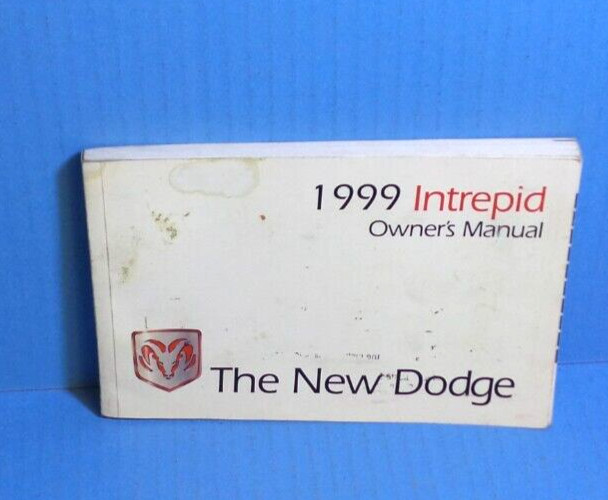 1999 Intrepid
Owner's Manual
The New Dodge